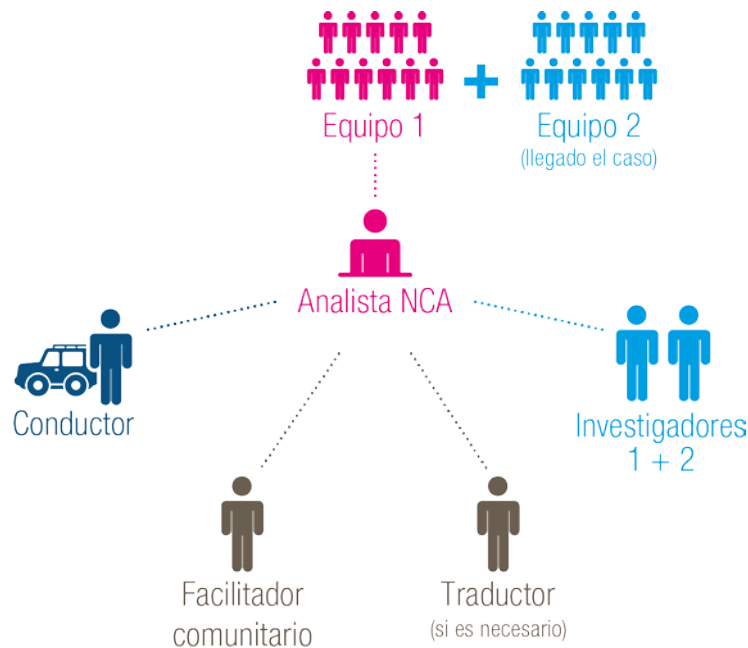 Equipo 1
Equipo 2
(llegado el caso)
Analista NCA
Conductor
Investigadores
1 + 2
Facilitador
comunitario
Traductor
(si es necesario)